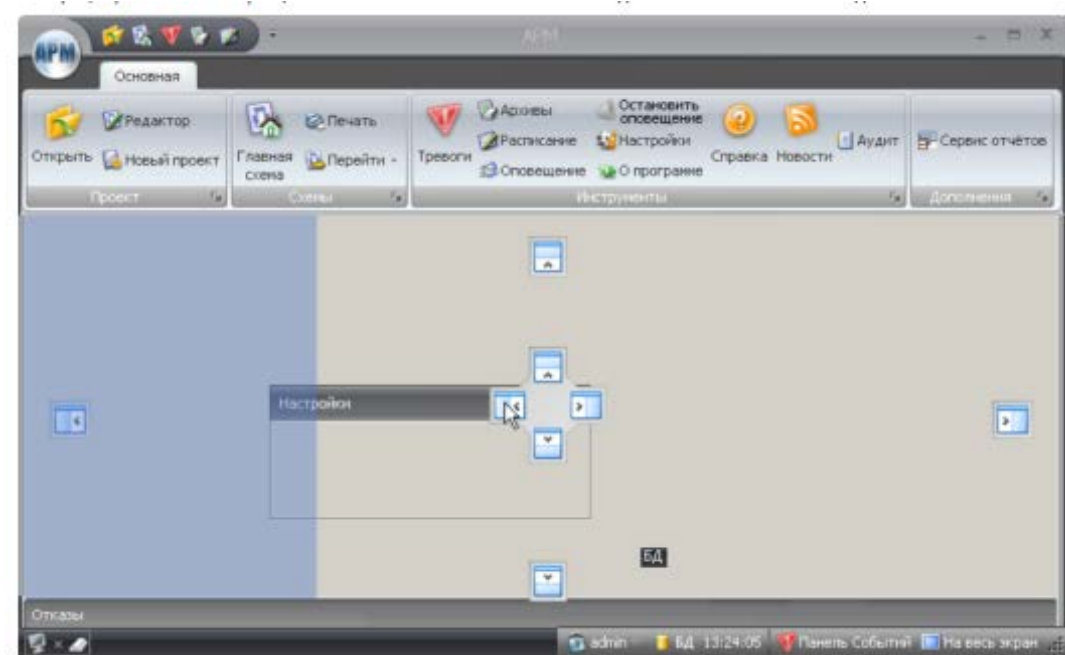 АРМ
АРМ
Основная
Открыть
Редактор
Новый проект
Проект
Главная
схема
Печать
Перейти
Схемы
Тревоги
Архивы
Расписание
Оповещение
Остановить
оповещение
Настройки
О программе
Справка
Новости
Аудит
Инструменты
Сервис отчётов
Дополнения
Настройки
БД
Отказы
admin
БД 13:24:05
Панель Событий
На весь экран